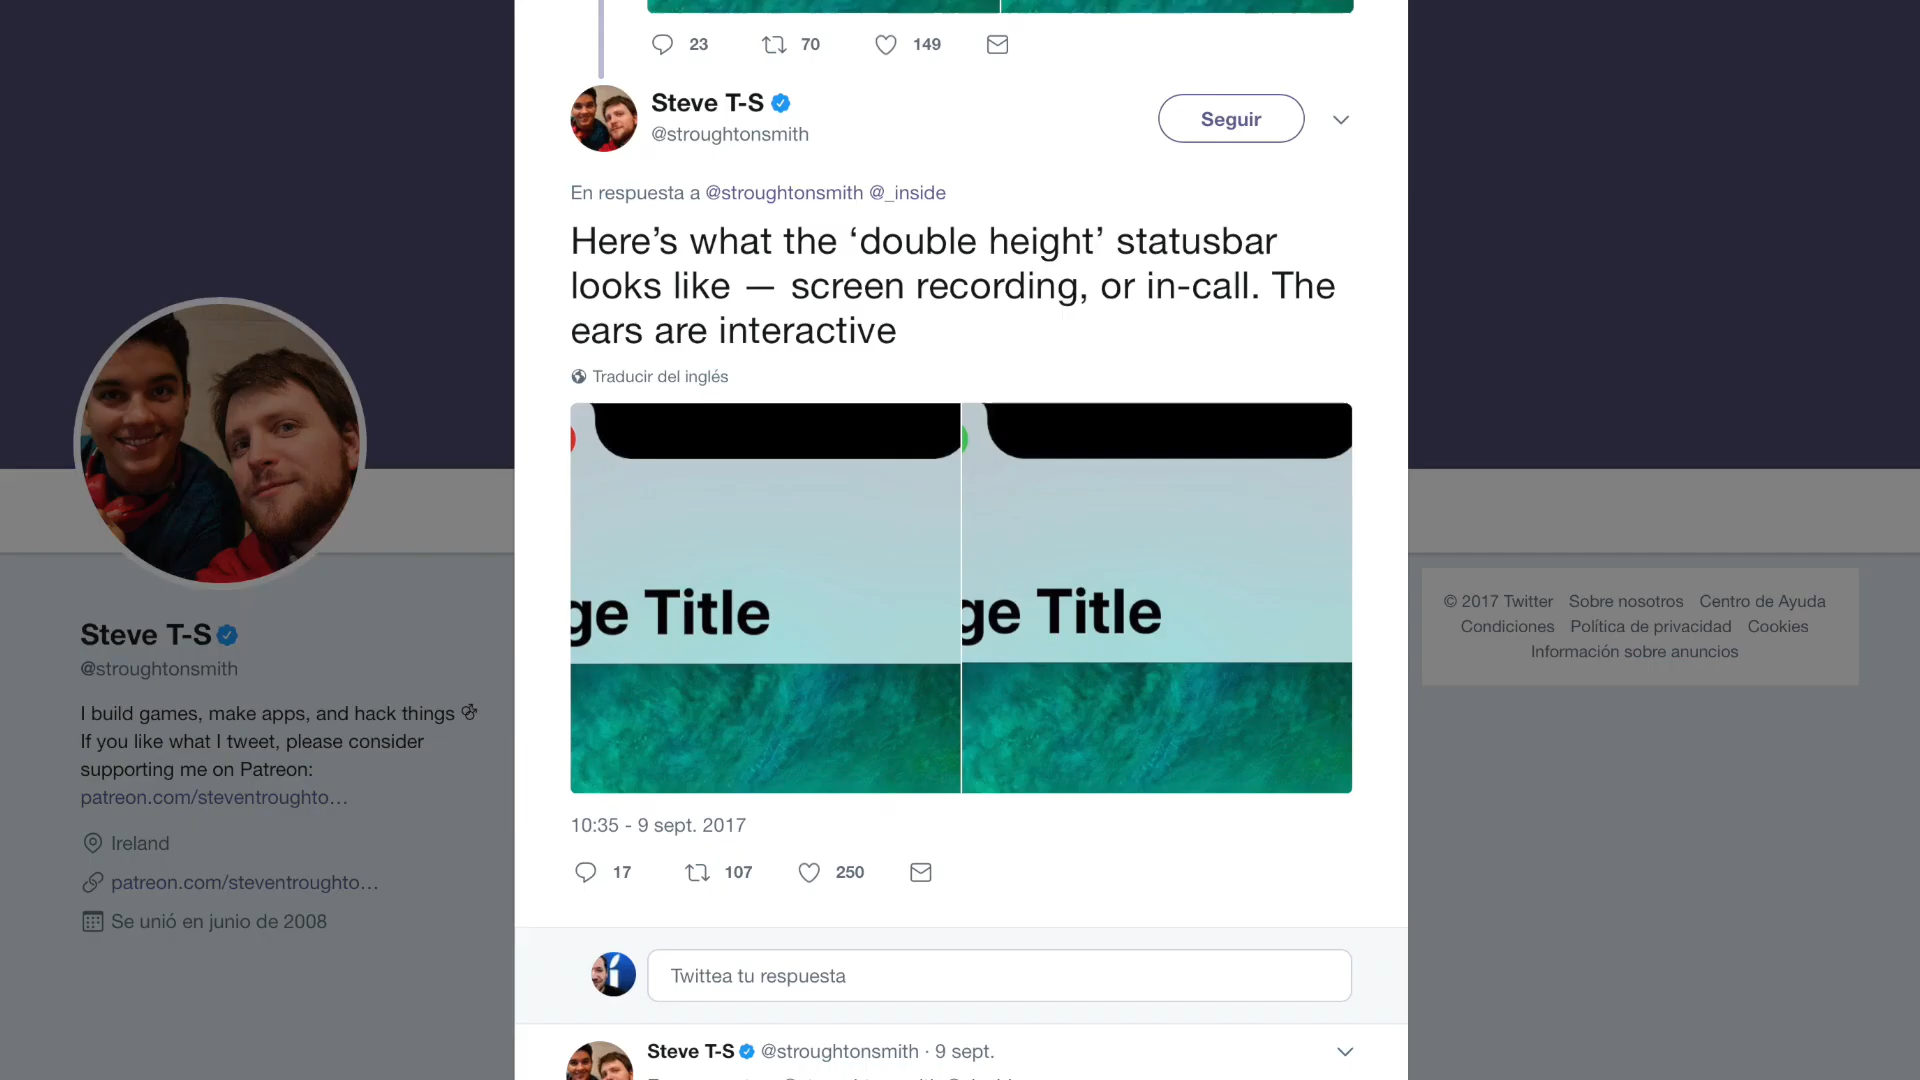 23 70 149
Steve T-S
@stroughtonsmith
Seguir
En respuesta a @stroughtonsmith @_inside
Here’s what the ‘double height’ statusbar
looks like — screen recording, or in-call. The
ears are interactive
Traducir del inglés
ge Title
ge Title
10:35 - 9 sept. 2017
17 107 250
Twittea tu respuesta
Steve T-S @stroughtonsmith · 9 sept.
Steve T-S
@stroughtonsmith
I build games, make apps, and hack things
If you like what I tweet, please consider
supporting me on Patreon:
patreon.com/steventroughto…
Ireland
patreon.com/steventroughto…
Se unió en junio de 2008
© 2017 Twitter Sobre nosotros Centro de Ayuda
Condiciones Política de privacidad Cookies
Información sobre anuncios